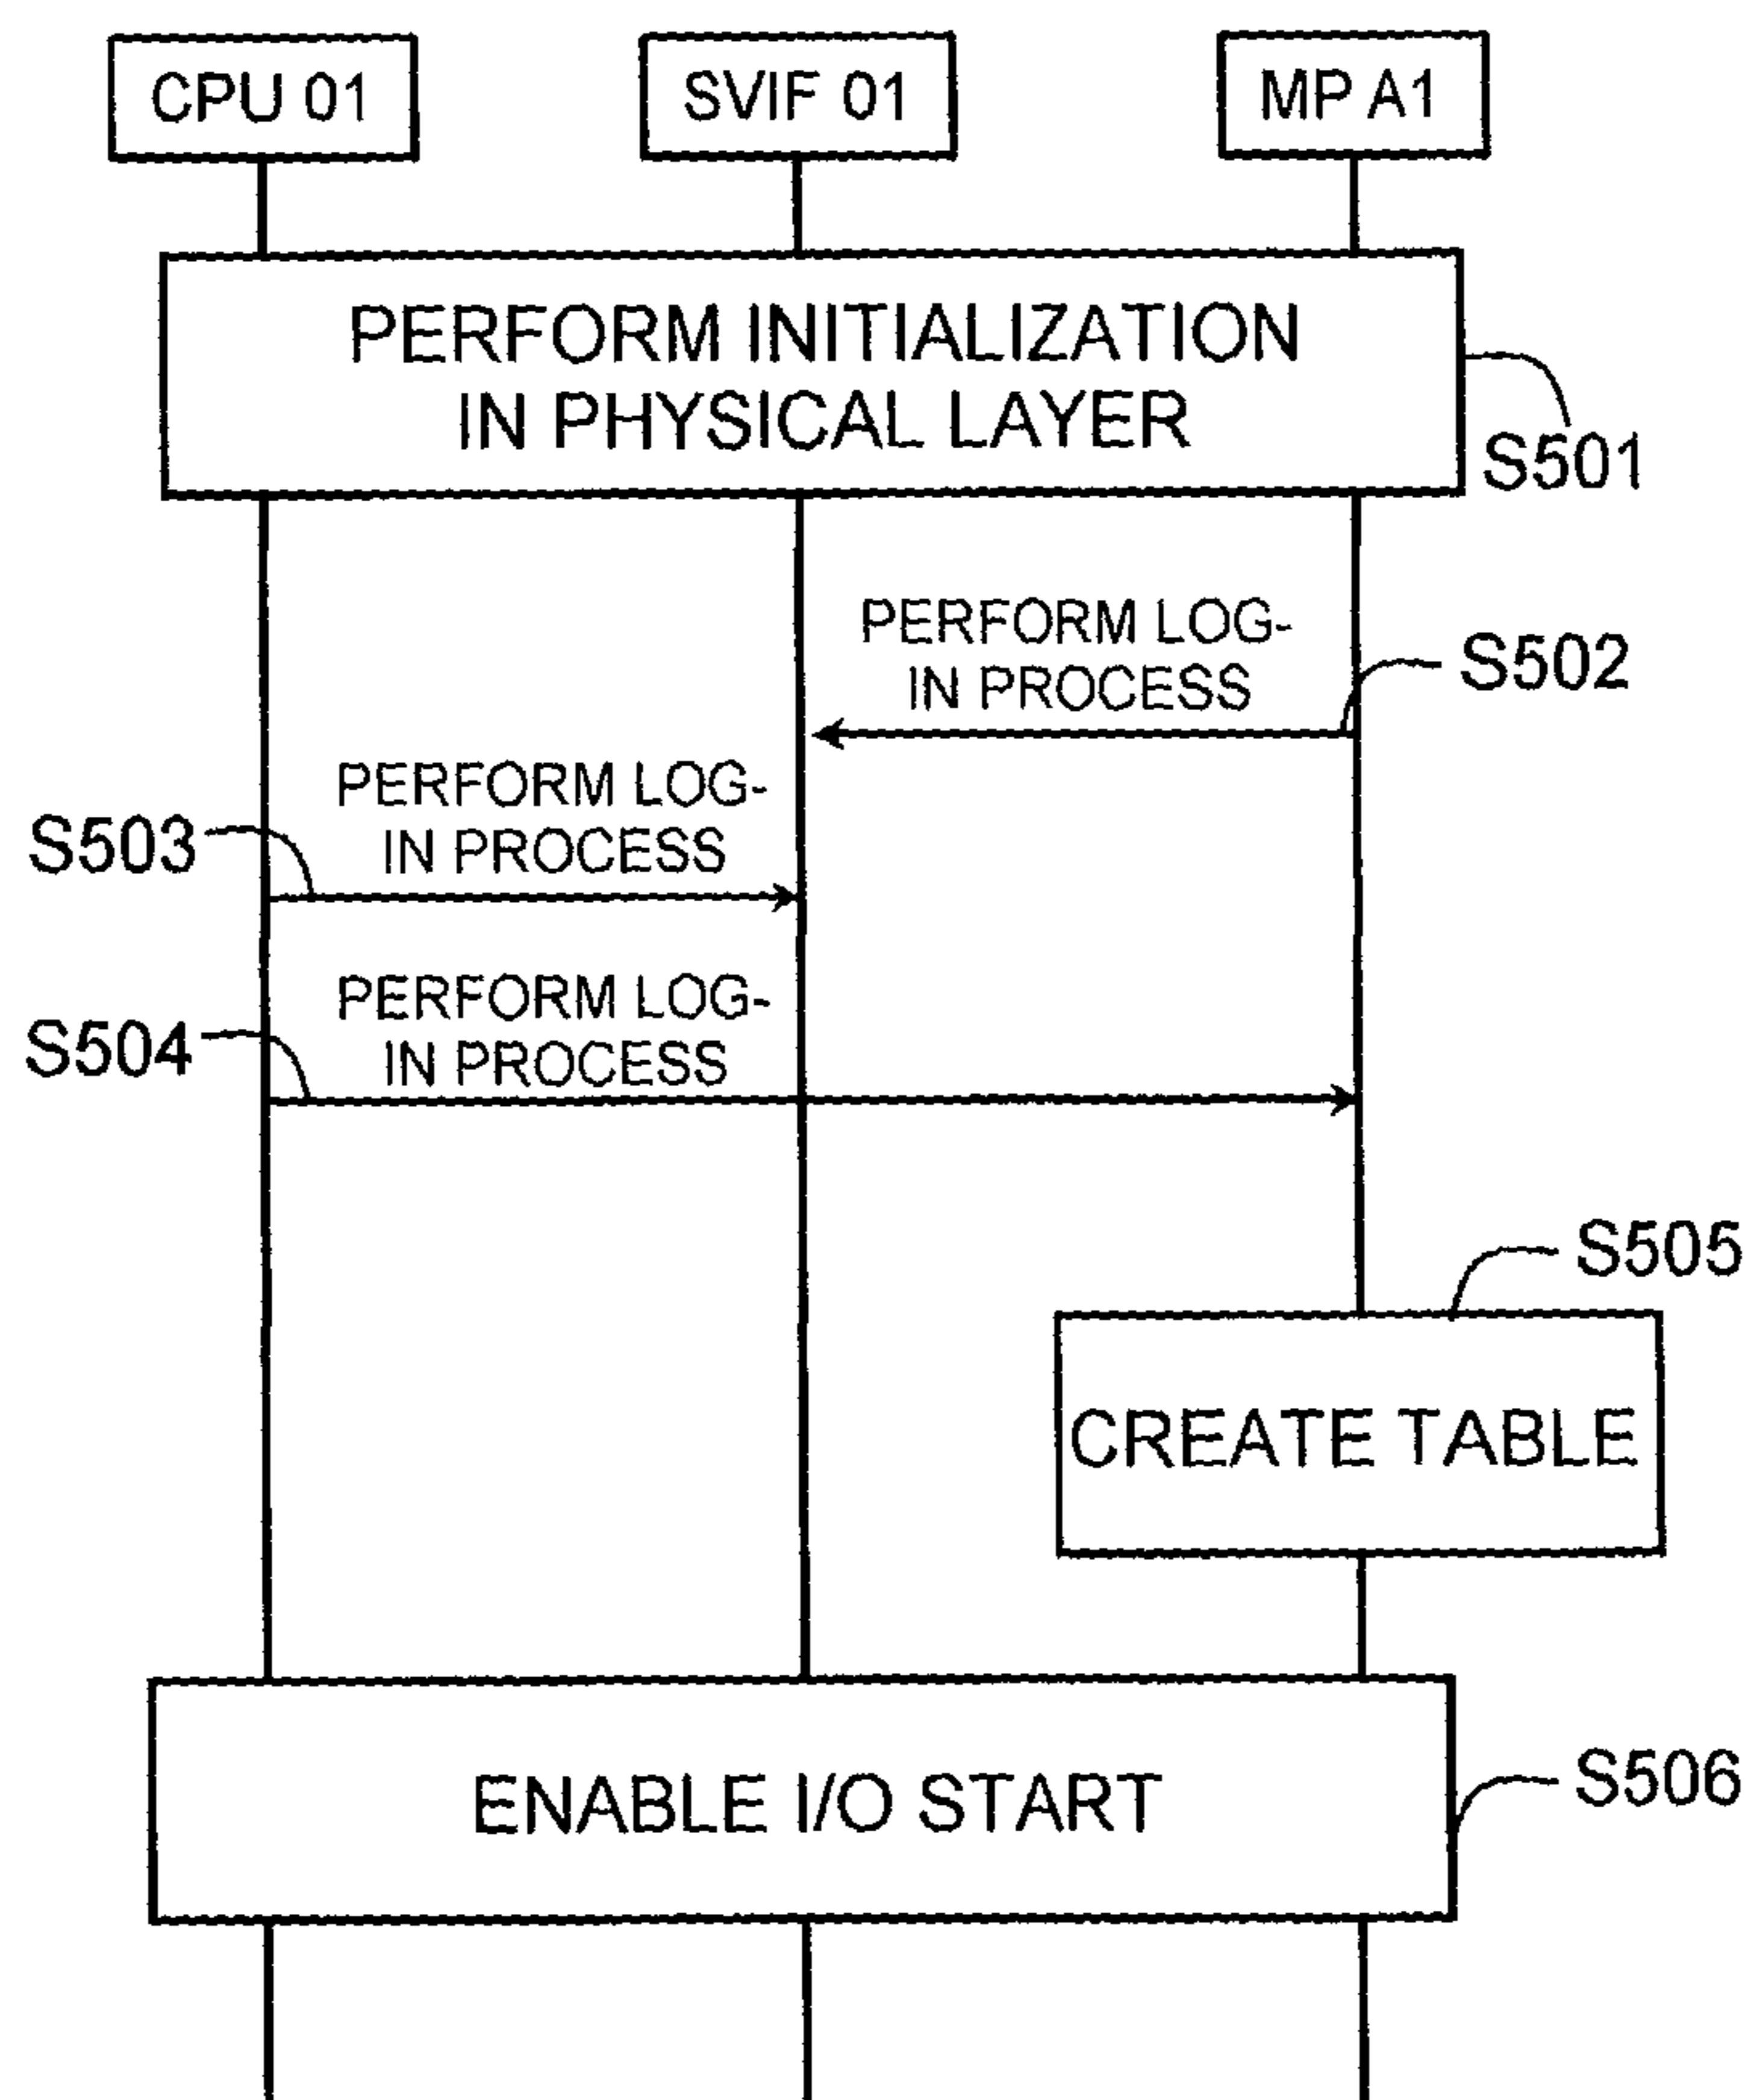 CPU 01
SVIF 01
MP A1
PERFORM INITIALIZATION
IN PHYSICAL LAYER
S501
PERFORM LOG-
IN PROCESS
S502
PERFORM LOG-
IN PROCESS
S503
PERFORM LOG-
IN PROCESS
S504
S505
CREATE TABLE
ENABLE I/O START
S506